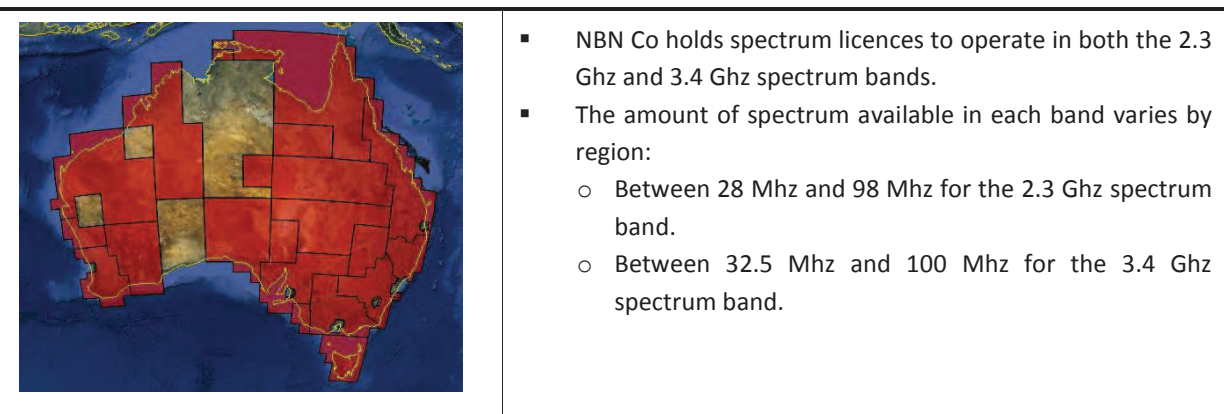 ▪ NBN Co holds spectrum licences to operate in both the 2.3
Ghz and 3.4 Ghz spectrum bands.
▪ The amount of spectrum available in each band varies by
region:
o Between 28 Mhz and 98 Mhz for the 2.3 Ghz spectrum
band.
o Between 32.5 Mhz and 100 Mhz for the 3.4 Ghz
spectrum band.